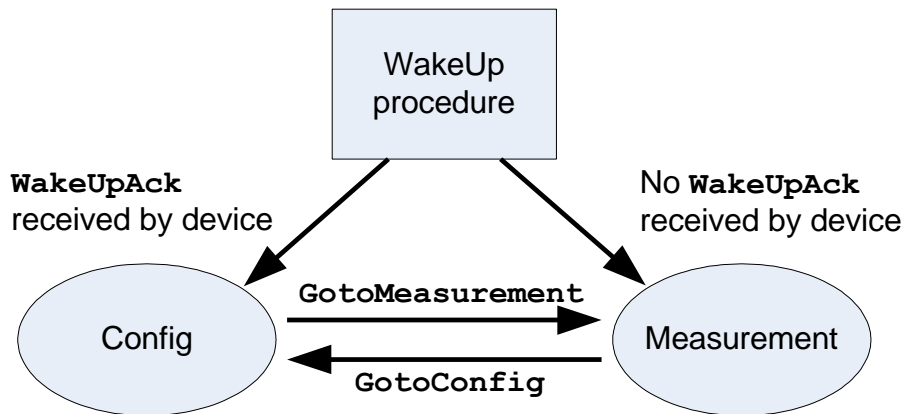 WakeUp
procedure
WakeUpAck
received by device
No WakeUpAck
received by device
GotoMeasurement
Config
Measurement
GotoConfig